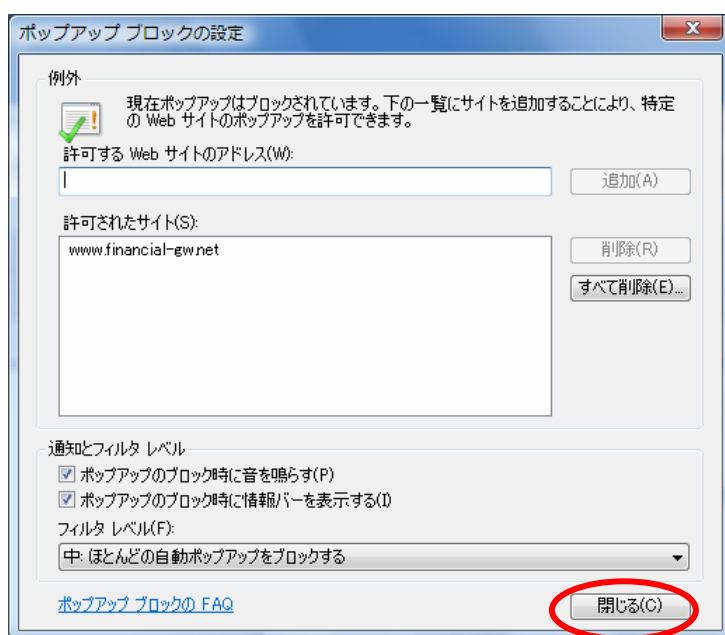 ポップアップ ブロックの設定
例外
現在ポップアップはブロックされています。下の一覧にサイトを追加することにより、特定
の Web サイトのポップアップを許可できます。
許可する Web サイトのアドレス(W):
追加(A)
許可されたサイト(S):
www.financial-gw.net
削除(R)
すべて削除(E)...
通知とフィルタ レベル
ポップアップのブロック時に音を鳴らす(P)
ポップアップのブロック時に情報バーを表示する(I)
フィルタ レベル(F):
中: ほとんどの自動ポップアップをブロックする
ポップアップ ブロックの FAQ
閉じる(C)